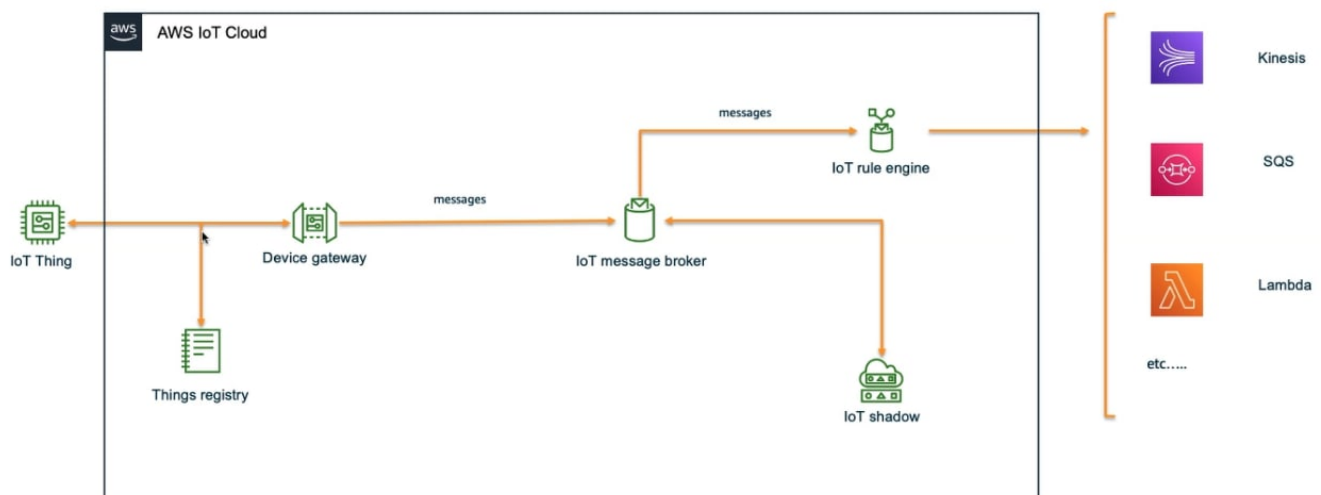 aws
AWS IoT Cloud
Kinesis
messages
IoT rule engine
SQS
messages
IoT Thing
Device gateway
IoT message broker
Lambda
Things registry
etc.....
IoT shadow